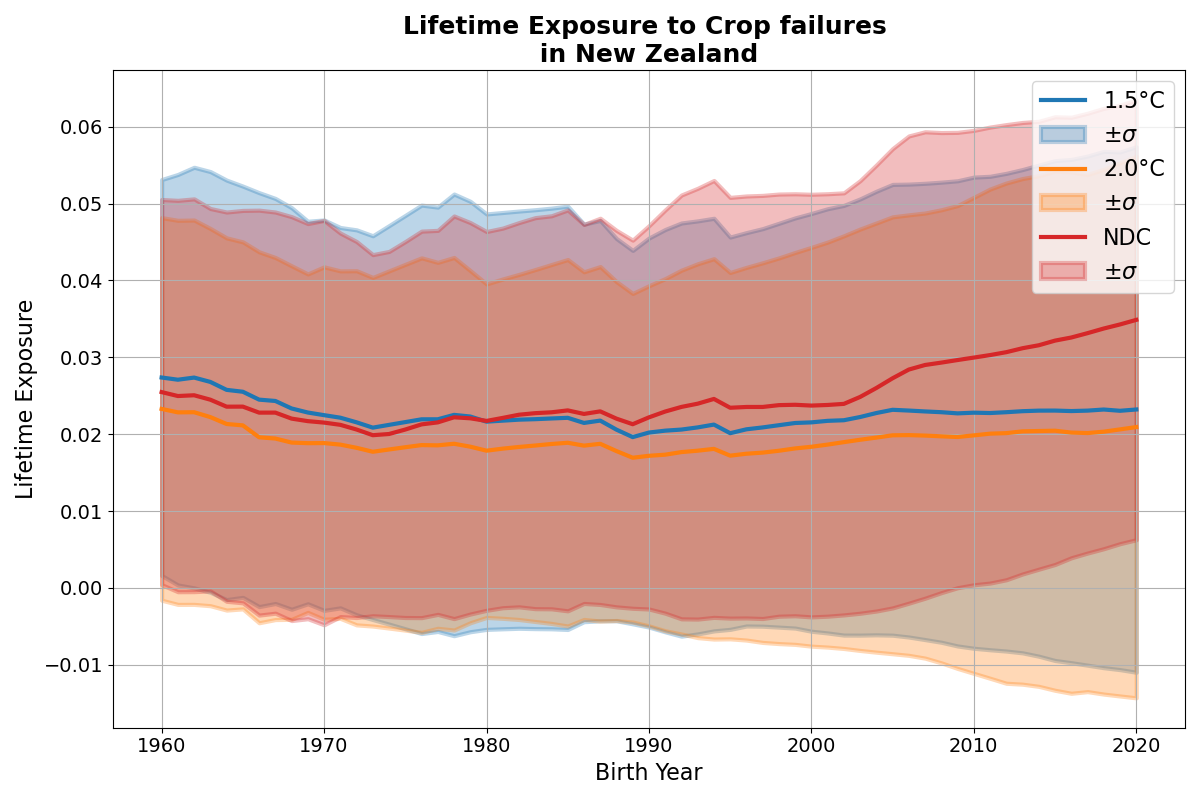 Lifetime Exposure to Crop failures
in New Zealand
Lifetime Exposure
0.06
0.05
0.04
0.03
0.02
0.01
0.00
−0.01
1.5°C
±σ
2.0°C
±σ
NDC
±σ
1960 1970 1980 1990 2000 2010 2020
Birth Year